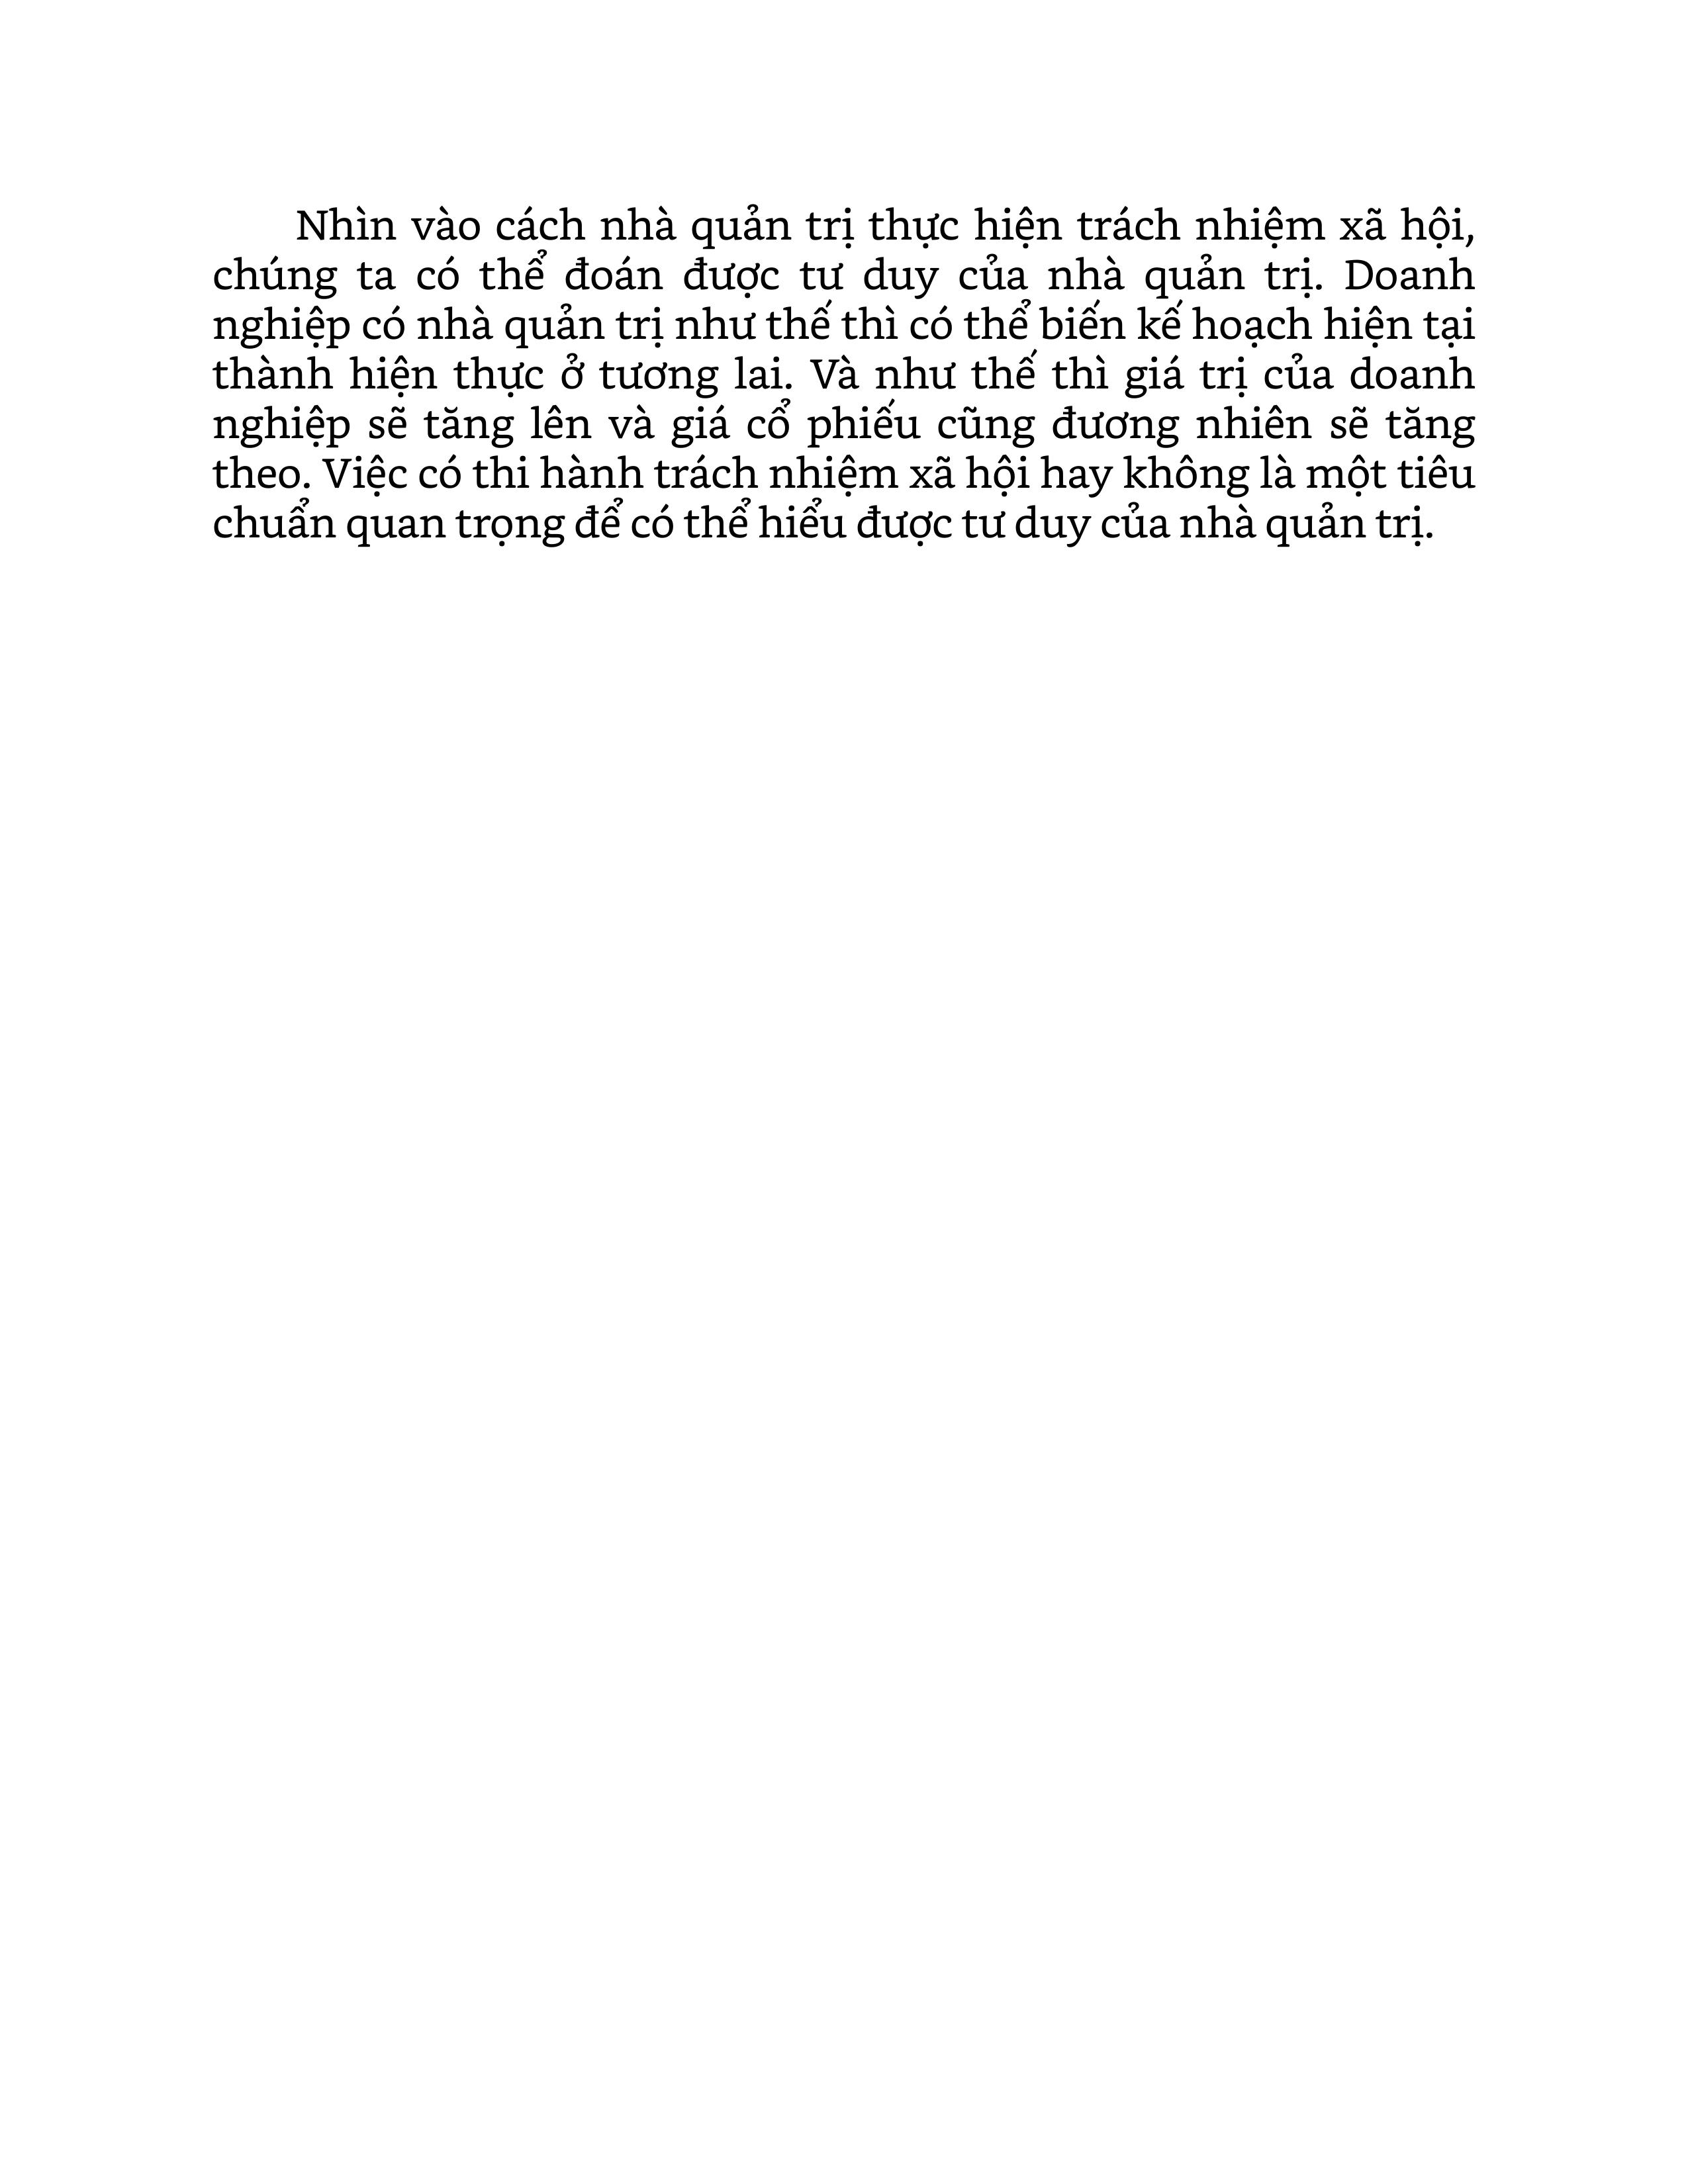 Nhìn vào cách nhà quản trị thực hiện trách nhiệm xã hội,
chúng ta có thể đoán được tư duy của nhà quản trị. Doanh
nghiệp có nhà quản trị như thế thì có thể biến kế hoạch hiện tại
thành hiện thực ở tương lai. Và như thế thì giá trị của doanh
nghiệp sẽ tăng lên và giá cổ phiếu cũng đương nhiên sẽ tăng
theo. Việc có thi hành trách nhiệm xã hội hay không là một tiêu
chuẩn quan trọng để có thể hiểu được tư duy của nhà quản trị.